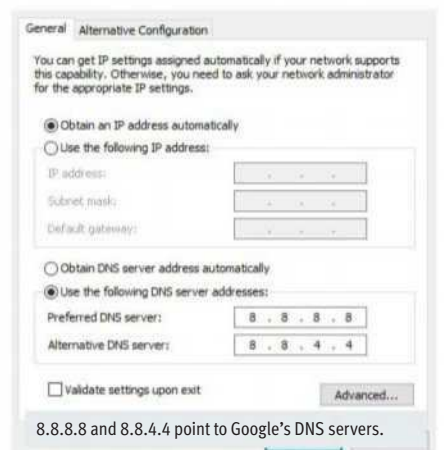 General Alternative Configuration
You can get IP settings assigned automatically if your network supports
this capability. Otherwise, you need to ask your network administrator
for the appropriate IP settings.
Obtain an IP address automatically
Use the following IP address:
IP address:
Subnet mask:
Default gateway:
Obtain DNS server address automatically
Use the following DNS server addresses:
Preferred DNS server: 8 . 8 . 8 . 8
Alternative DNS server: 8 . 8 . 4 . 4
Validate settings upon exit Advanced...
8.8.8.8 and 8.8.4.4 point to Google's DNS servers.